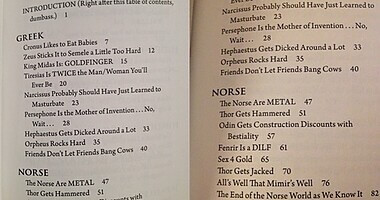 INTRODUCTION (Right after this table of contents,
dumbass.) 1
GREEK
Cronus Likes to Eat Babies 7
Zeus Sticks It to Semele a Little Too Hard 12
King Midas Is: GOLDFINGER 15
Tiresias Is TWICE the Man/Woman You'll
Ever Be 20
Narcissus Probably Should Have Just Learned to
Masturbate 23
Persephone Is the Mother of Invention . . . No,
Wait . . . 28
Hephaestus Gets Dicked Around a Lot 33
Orpheus Rocks Hard 35
Friends Don't Let Friends Bang Cows 40
NORSE
The Norse Are METAL 47
Thor Gets Hammered 51
Ever Be 20
Narcissus Probably Should Have Just Learned to
Masturbate 23
Persephone Is the Mother of Invention . . . No,
Wait . . . 28
Hephaestus Gets Dicked Around a Lot 33
Orpheus Rocks Hard 35
Friends Don't Let Friends Bang Cows 40
NORSE
The Norse Are METAL 47
Thor Gets Hammered 51
Odin Gets Construction Discounts with
Bestiality 57
Fenrir Is a DILF 61
Sex 4 Gold 65
Thor Gets Jacked 70
All's Well That Mimir's Well 76
The End of the Norse World as We Know It 82